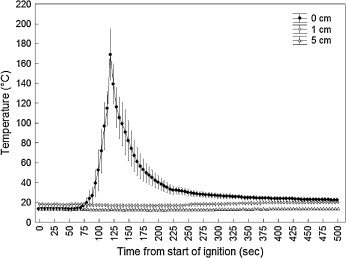 220
200
180
160
140
120
100
80
60
40
20
0
Temperature (°C)
0 cm
1 cm
5 cm
0 25 50 75 100 125 150 175 200 225 250 275 300 325 350 375 400 425 450 475 500
Time from start of ignition (sec)